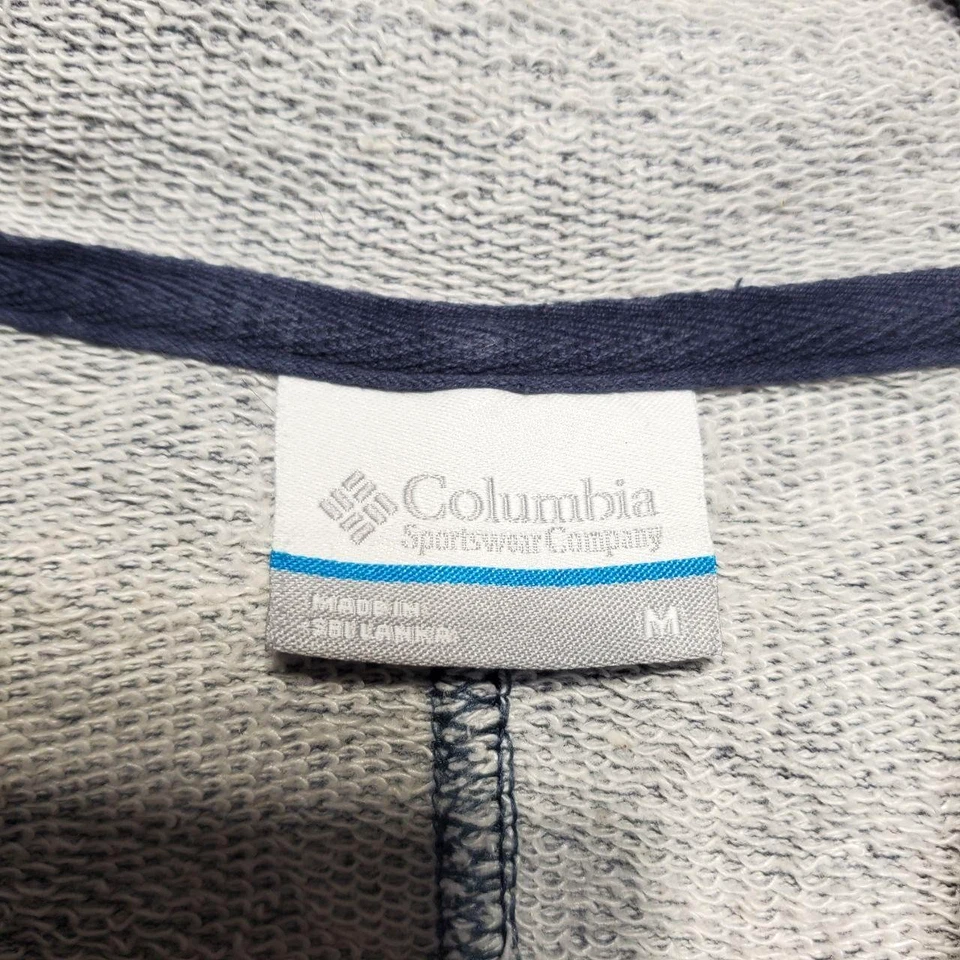 Columbia
Sportswear Company
MADE IN
SRI LANKA
M